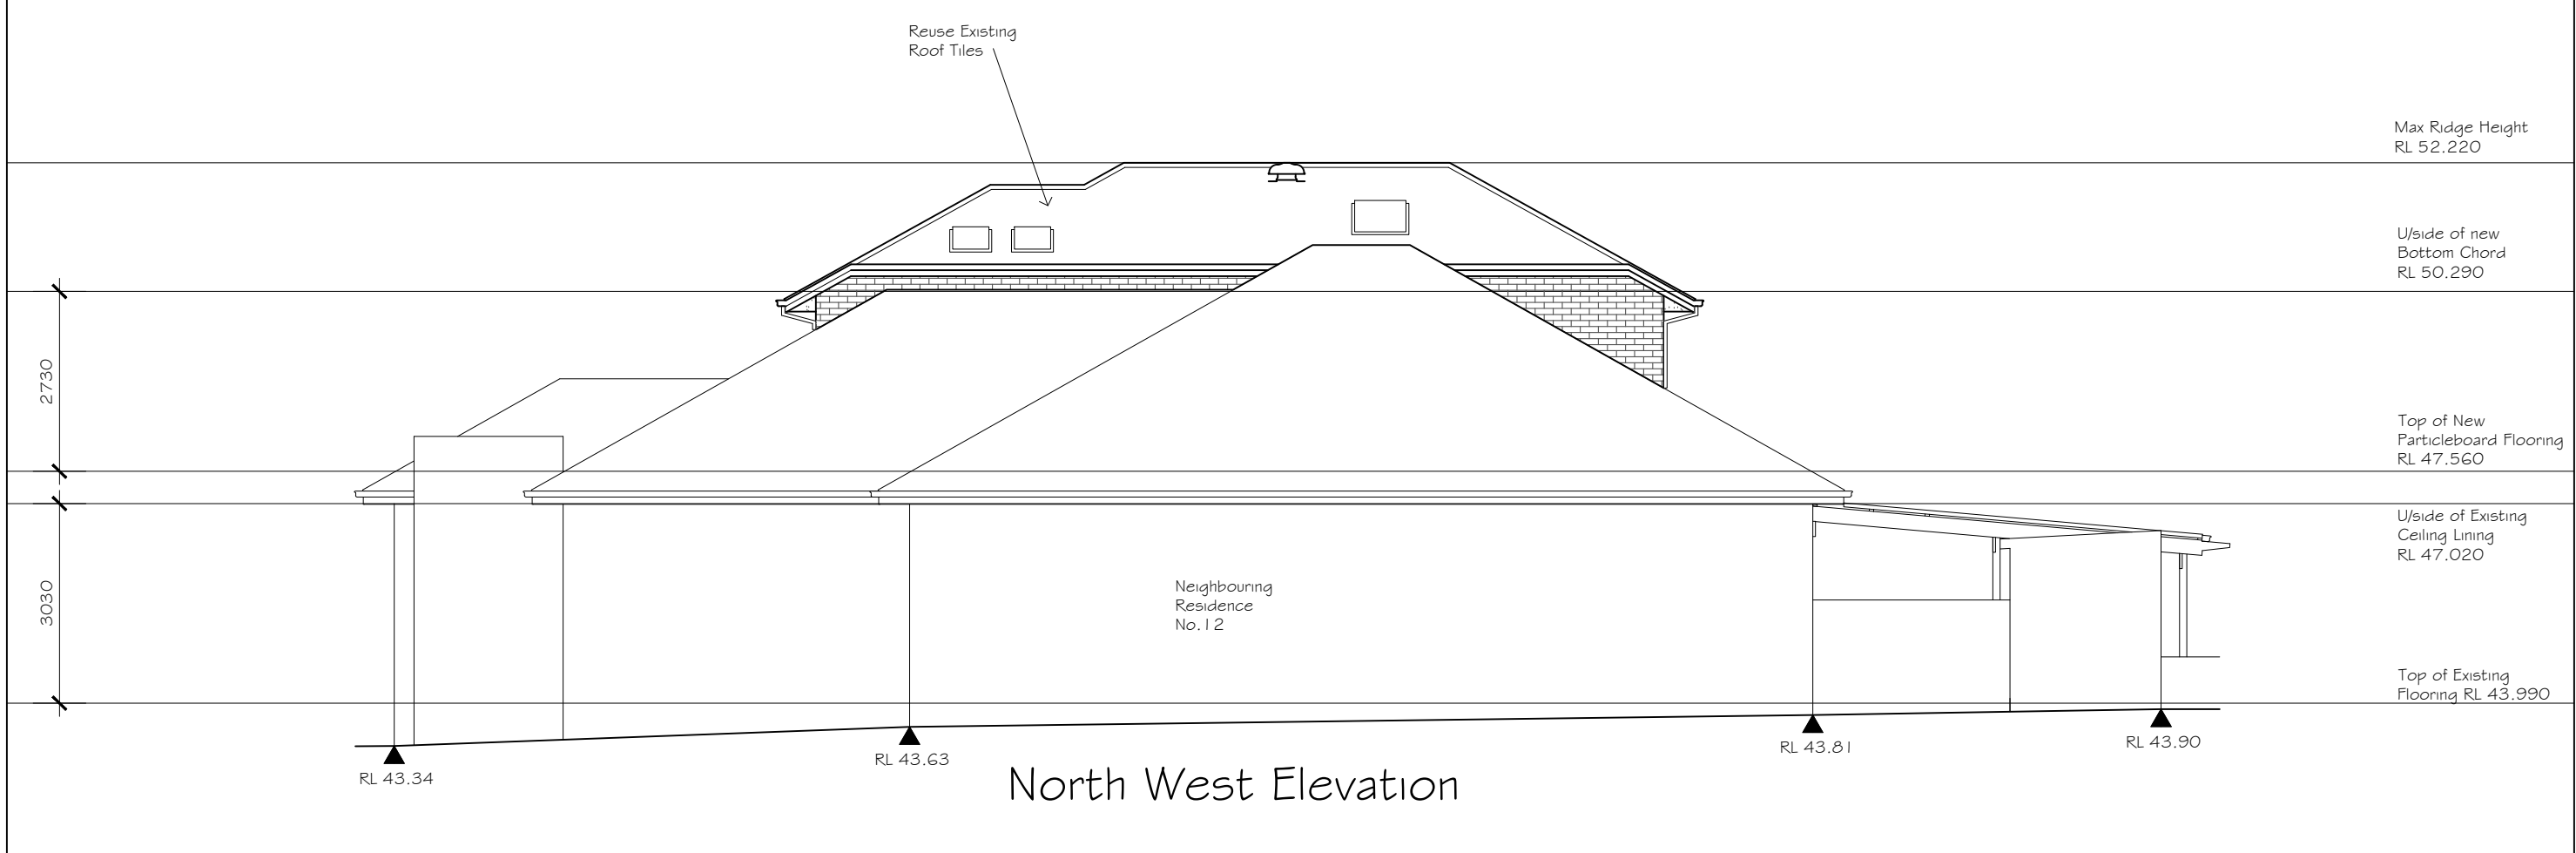 Reuse Existing
Roof Tiles
Max Ridge Height
RL 52.220
U/side of new
Bottom Chord
RL 50.290
2730
Top of New
Particleboard Flooring
RL 47.560
U/side of Existing
Ceiling Lining
RL 47.020
3030
Neighbouring
Residence
No.12
Top of Existing
Flooring RL 43.990
RL 43.34
RL 43.63
RL 43.81
RL 43.90
North West Elevation